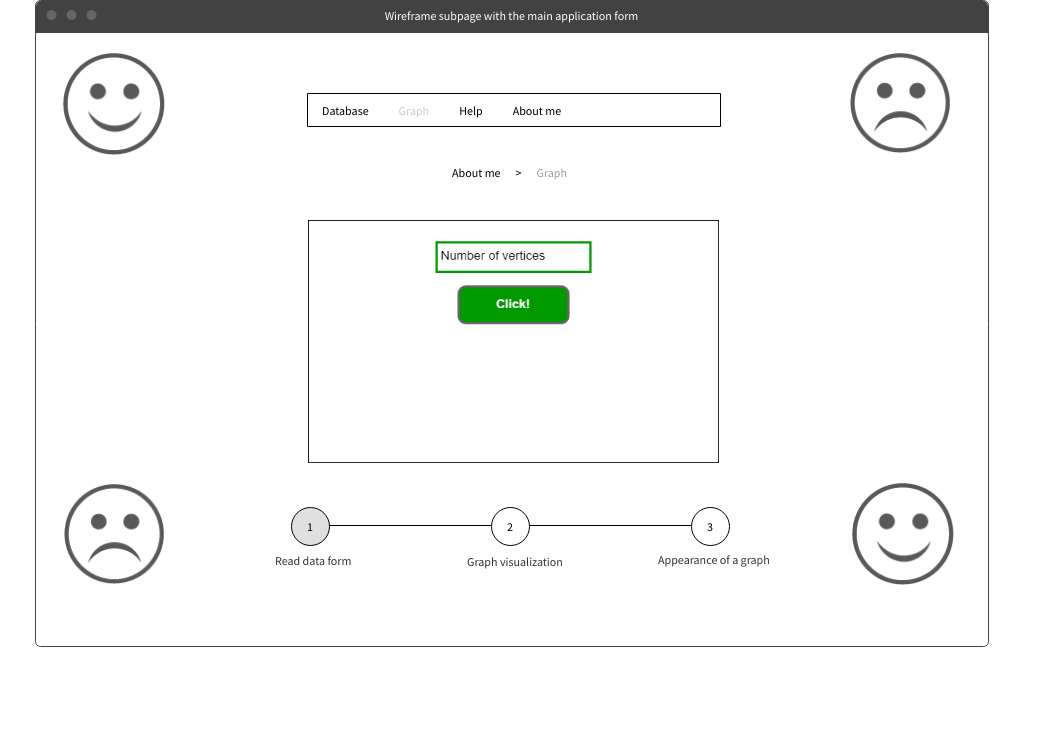 Wireframe subpage with the main application form
Database Graph Help About me
About me > Graph
Number of vertices
Click!
1 2 3
Read data form Graph visualization Appearance of a graph